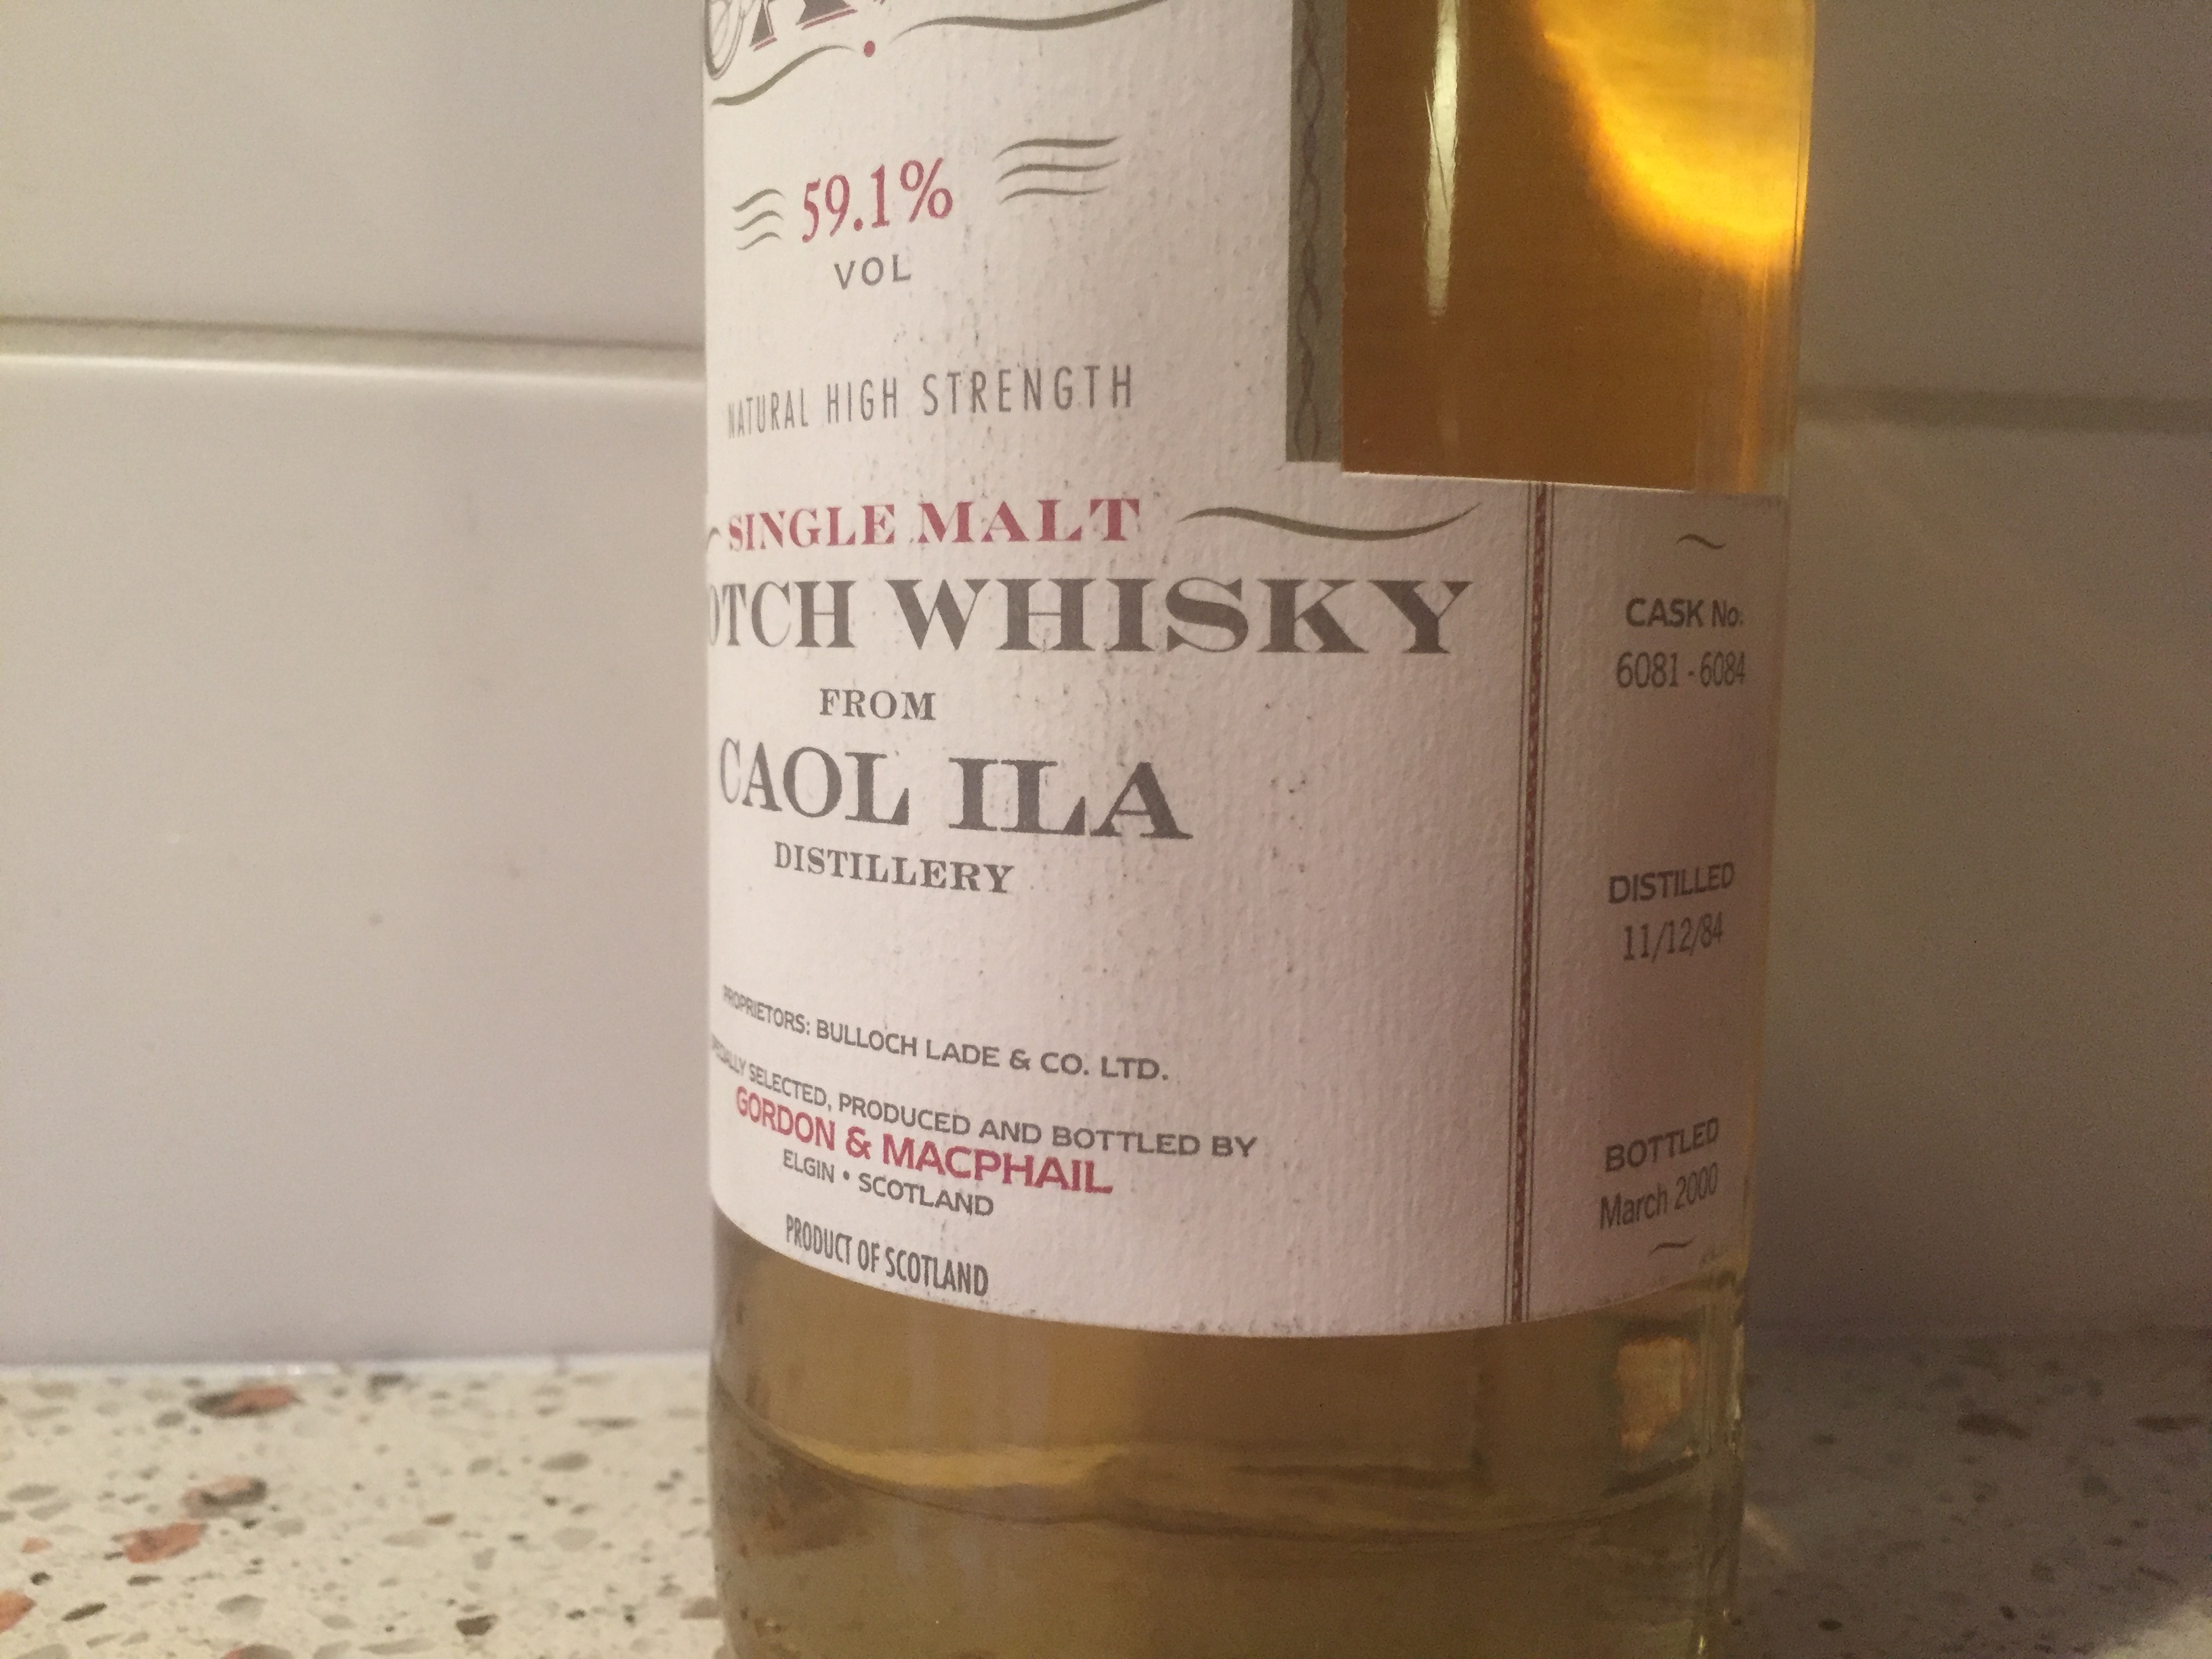 59.1%
VOL
NATURAL HIGH STRENGTH
SINGLE MALT
OTCH WHISKY
FROM
CAOL ILA
DISTILLERY
PROPRIETORS: BULLOCH LADE & CO. LTD.
SELECTED, PRODUCED AND BOTTLED BY
GORDON & MACPHAIL
ELGIN • SCOTLAND
PRODUCT OF SCOTLAND
CASK No.
6081 - 6084
DISTILLED
11/12/84
BOTTLED
March 2000